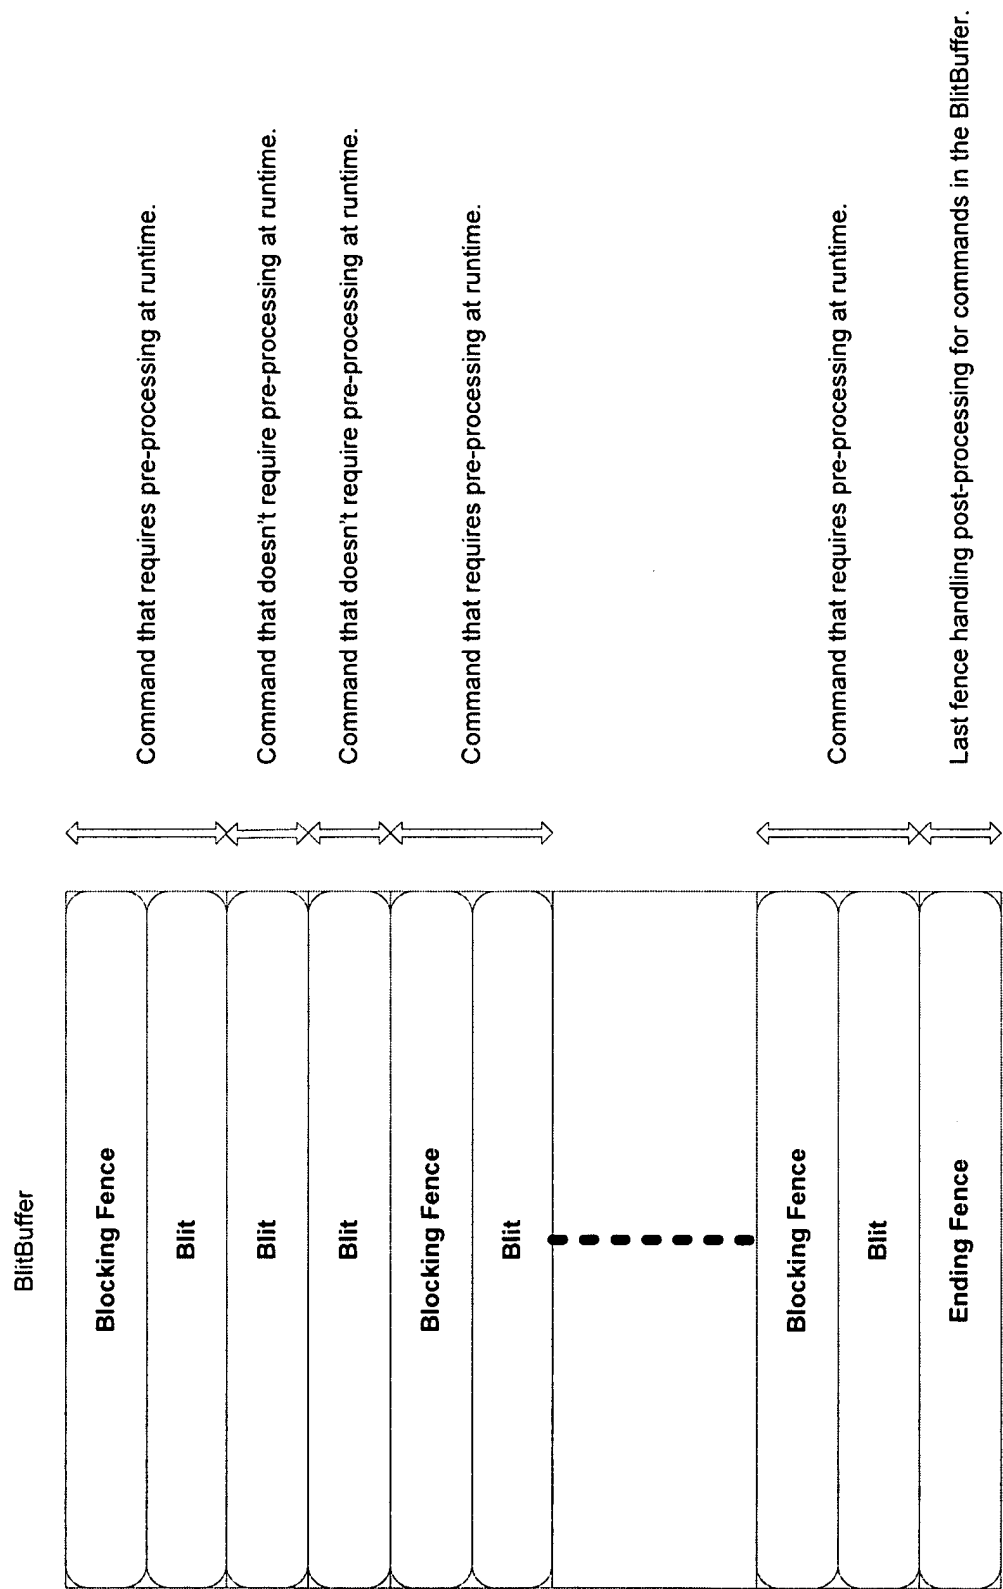 BlitBuffer
Blocking Fence
Command that requires pre-processing at runtime.
Blit
Blit
Command that doesn't require pre-processing at runtime.
Blit
Command that doesn't require pre-processing at runtime.
Blocking Fence
Command that requires pre-processing at runtime.
Blit
Blocking Fence
Command that requires pre-processing at runtime.
Blit
Ending Fence
Last fence handling post-processing for commands in the BlitBuffer.